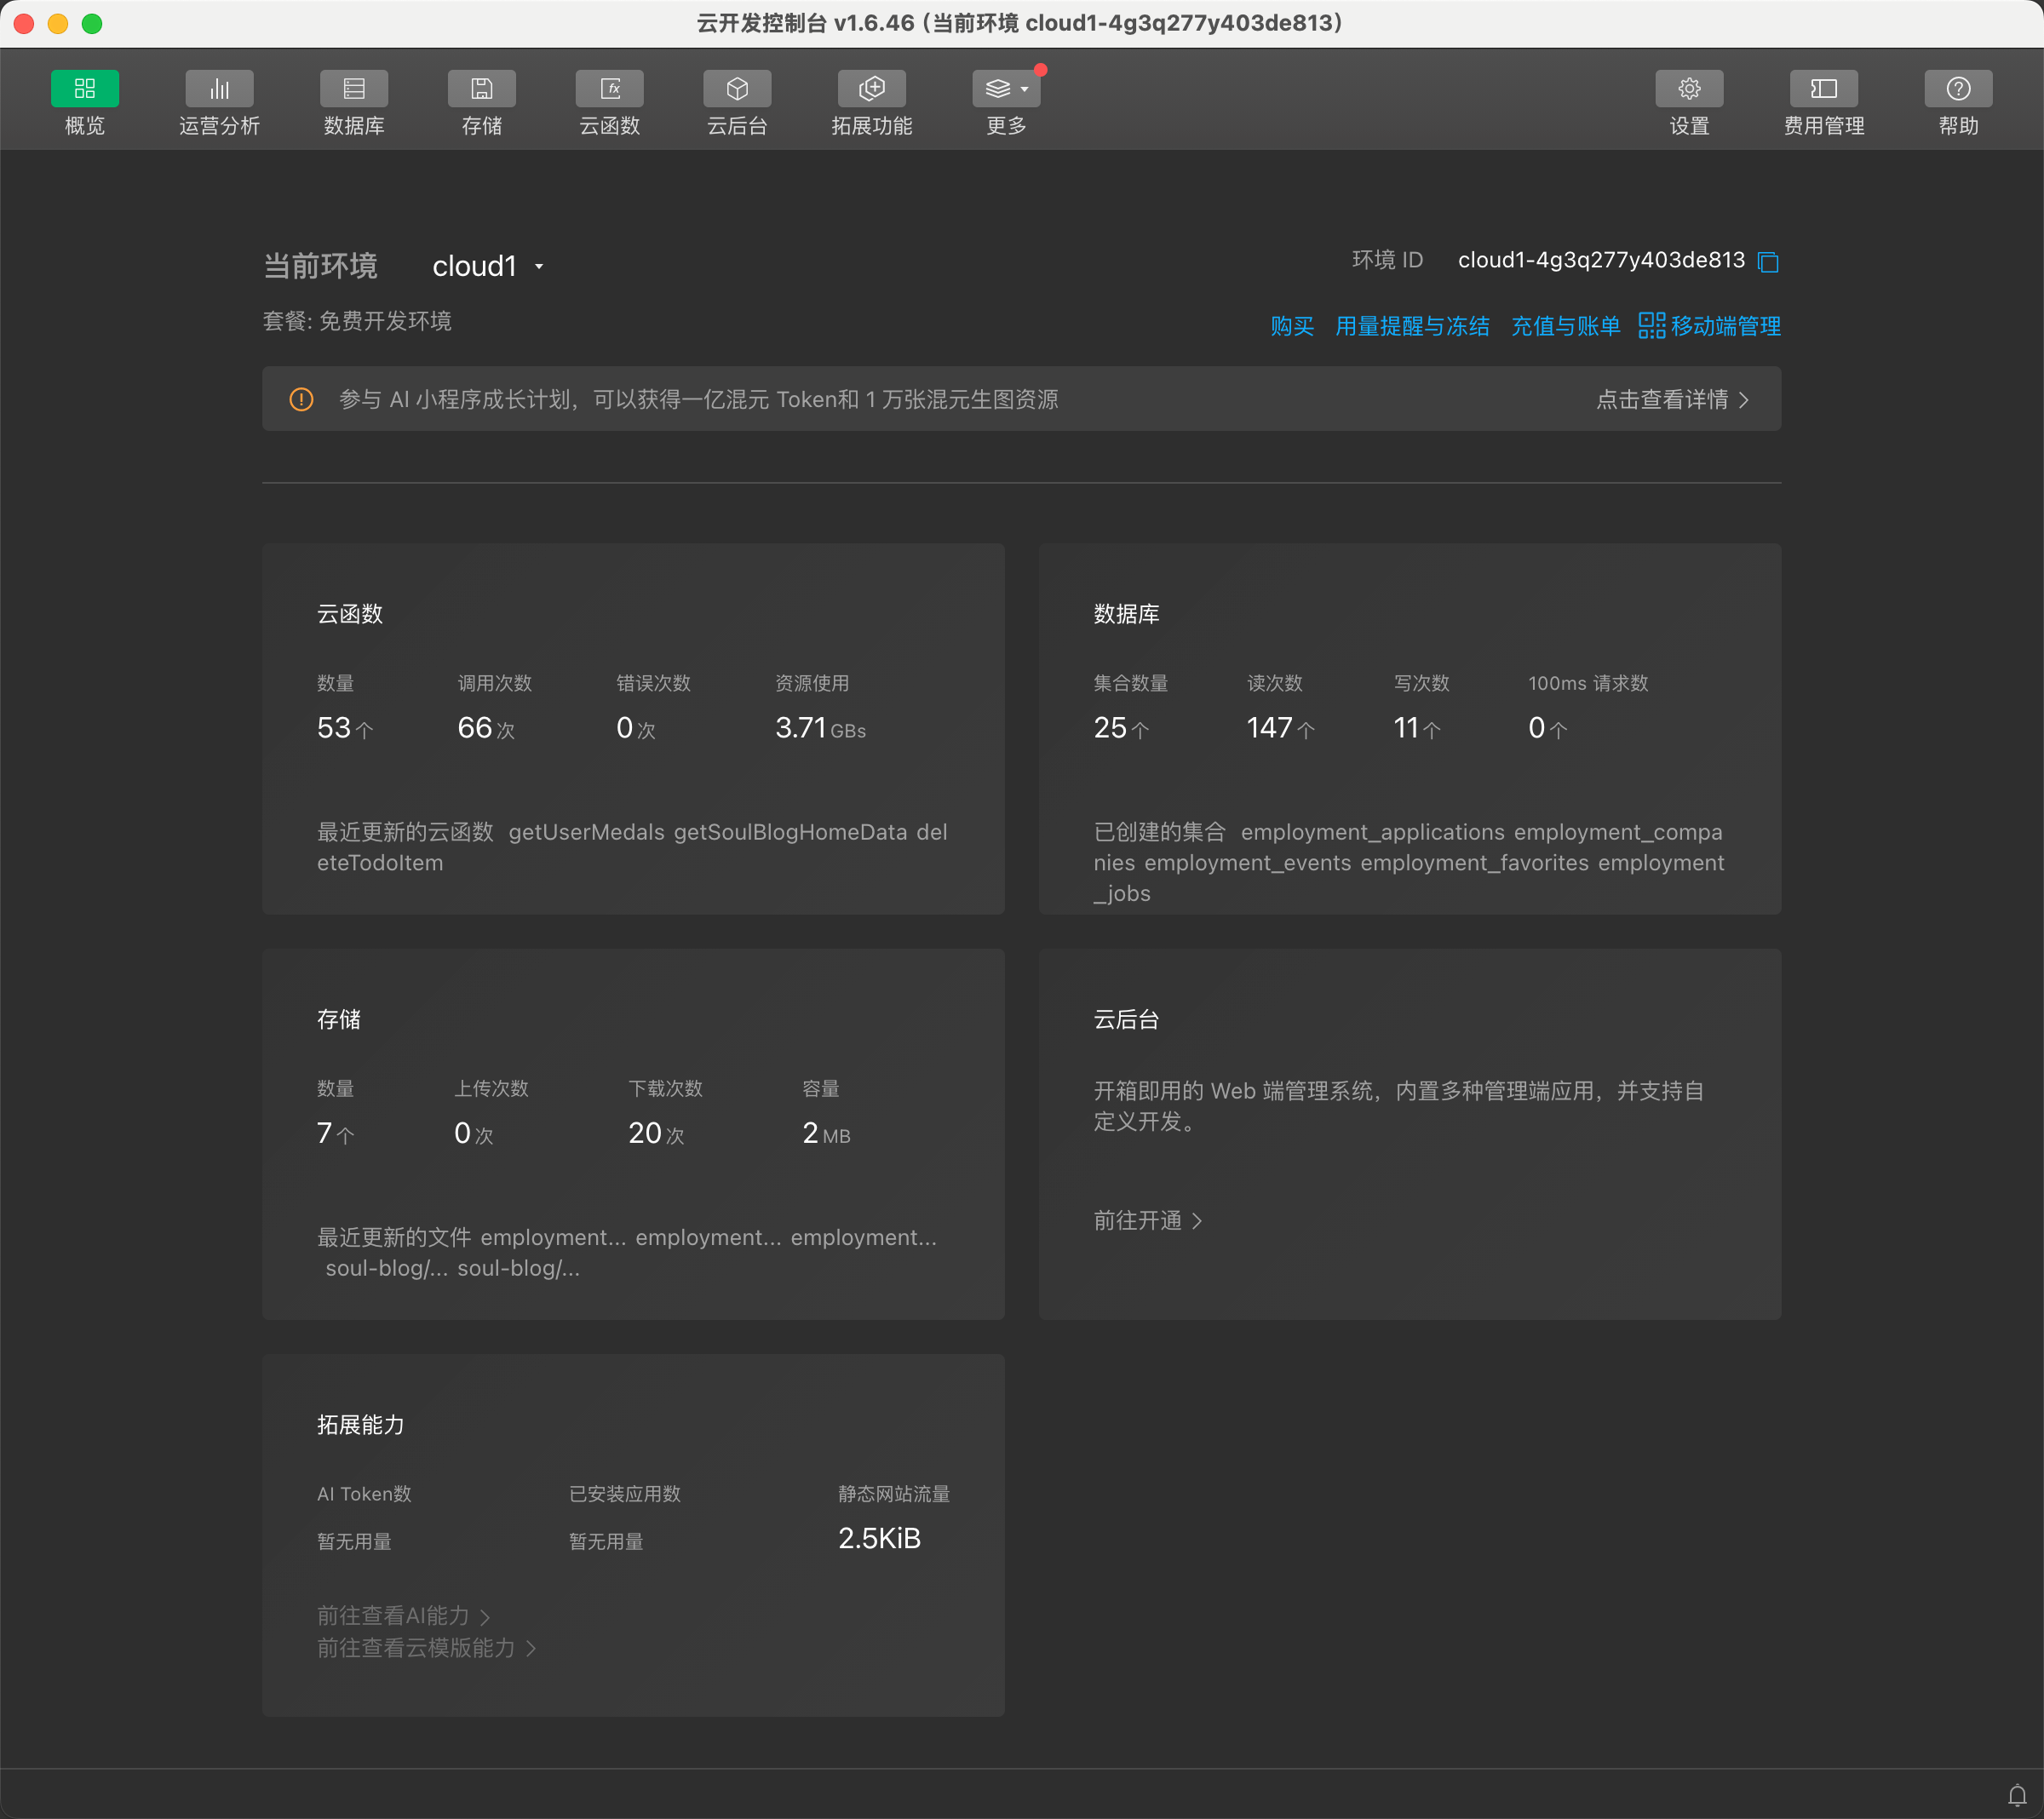 云开发控制台 v1.6.46 (当前环境 cloud1-4g3q277y403de813)
概览 运营分析 数据库 存储 云函数 云后台 拓展功能 更多 设置 费用管理 帮助
当前环境 cloud1 环境 ID cloud1-4g3q277y403de813
套餐: 免费开发环境 购买 用量提醒与冻结 充值与账单 移动端管理
参与 AI 小程序成长计划，可以获得一亿混元 Token和 1 万张混元生图资源 点击查看详情
云函数
数量 调用次数 错误次数 资源使用
53 个 66 次 0 次 3.71 GBs
最近更新的云函数 getUserMedals getSoulBlogHomeData del
eteTodoItem
数据库
集合数量 读次数 写次数 100ms 请求数
25 个 147 个 11 个 0 个
已创建的集合 employment_applications employment_compa
nies employment_events employment_favorites employment
_jobs
存储
数量 上传次数 下载次数 容量
7 个 0 次 20 次 2 MB
最近更新的文件 employment... employment... employment...
soul-blog/... soul-blog/...
云后台
开箱即用的 Web 端管理系统，内置多种管理端应用，并支持自
定义开发。
前往开通
拓展能力
AI Token数 已安装应用数 静态网站流量
暂无用量 暂无用量 2.5KiB
前往查看AI能力
前往查看云模版能力